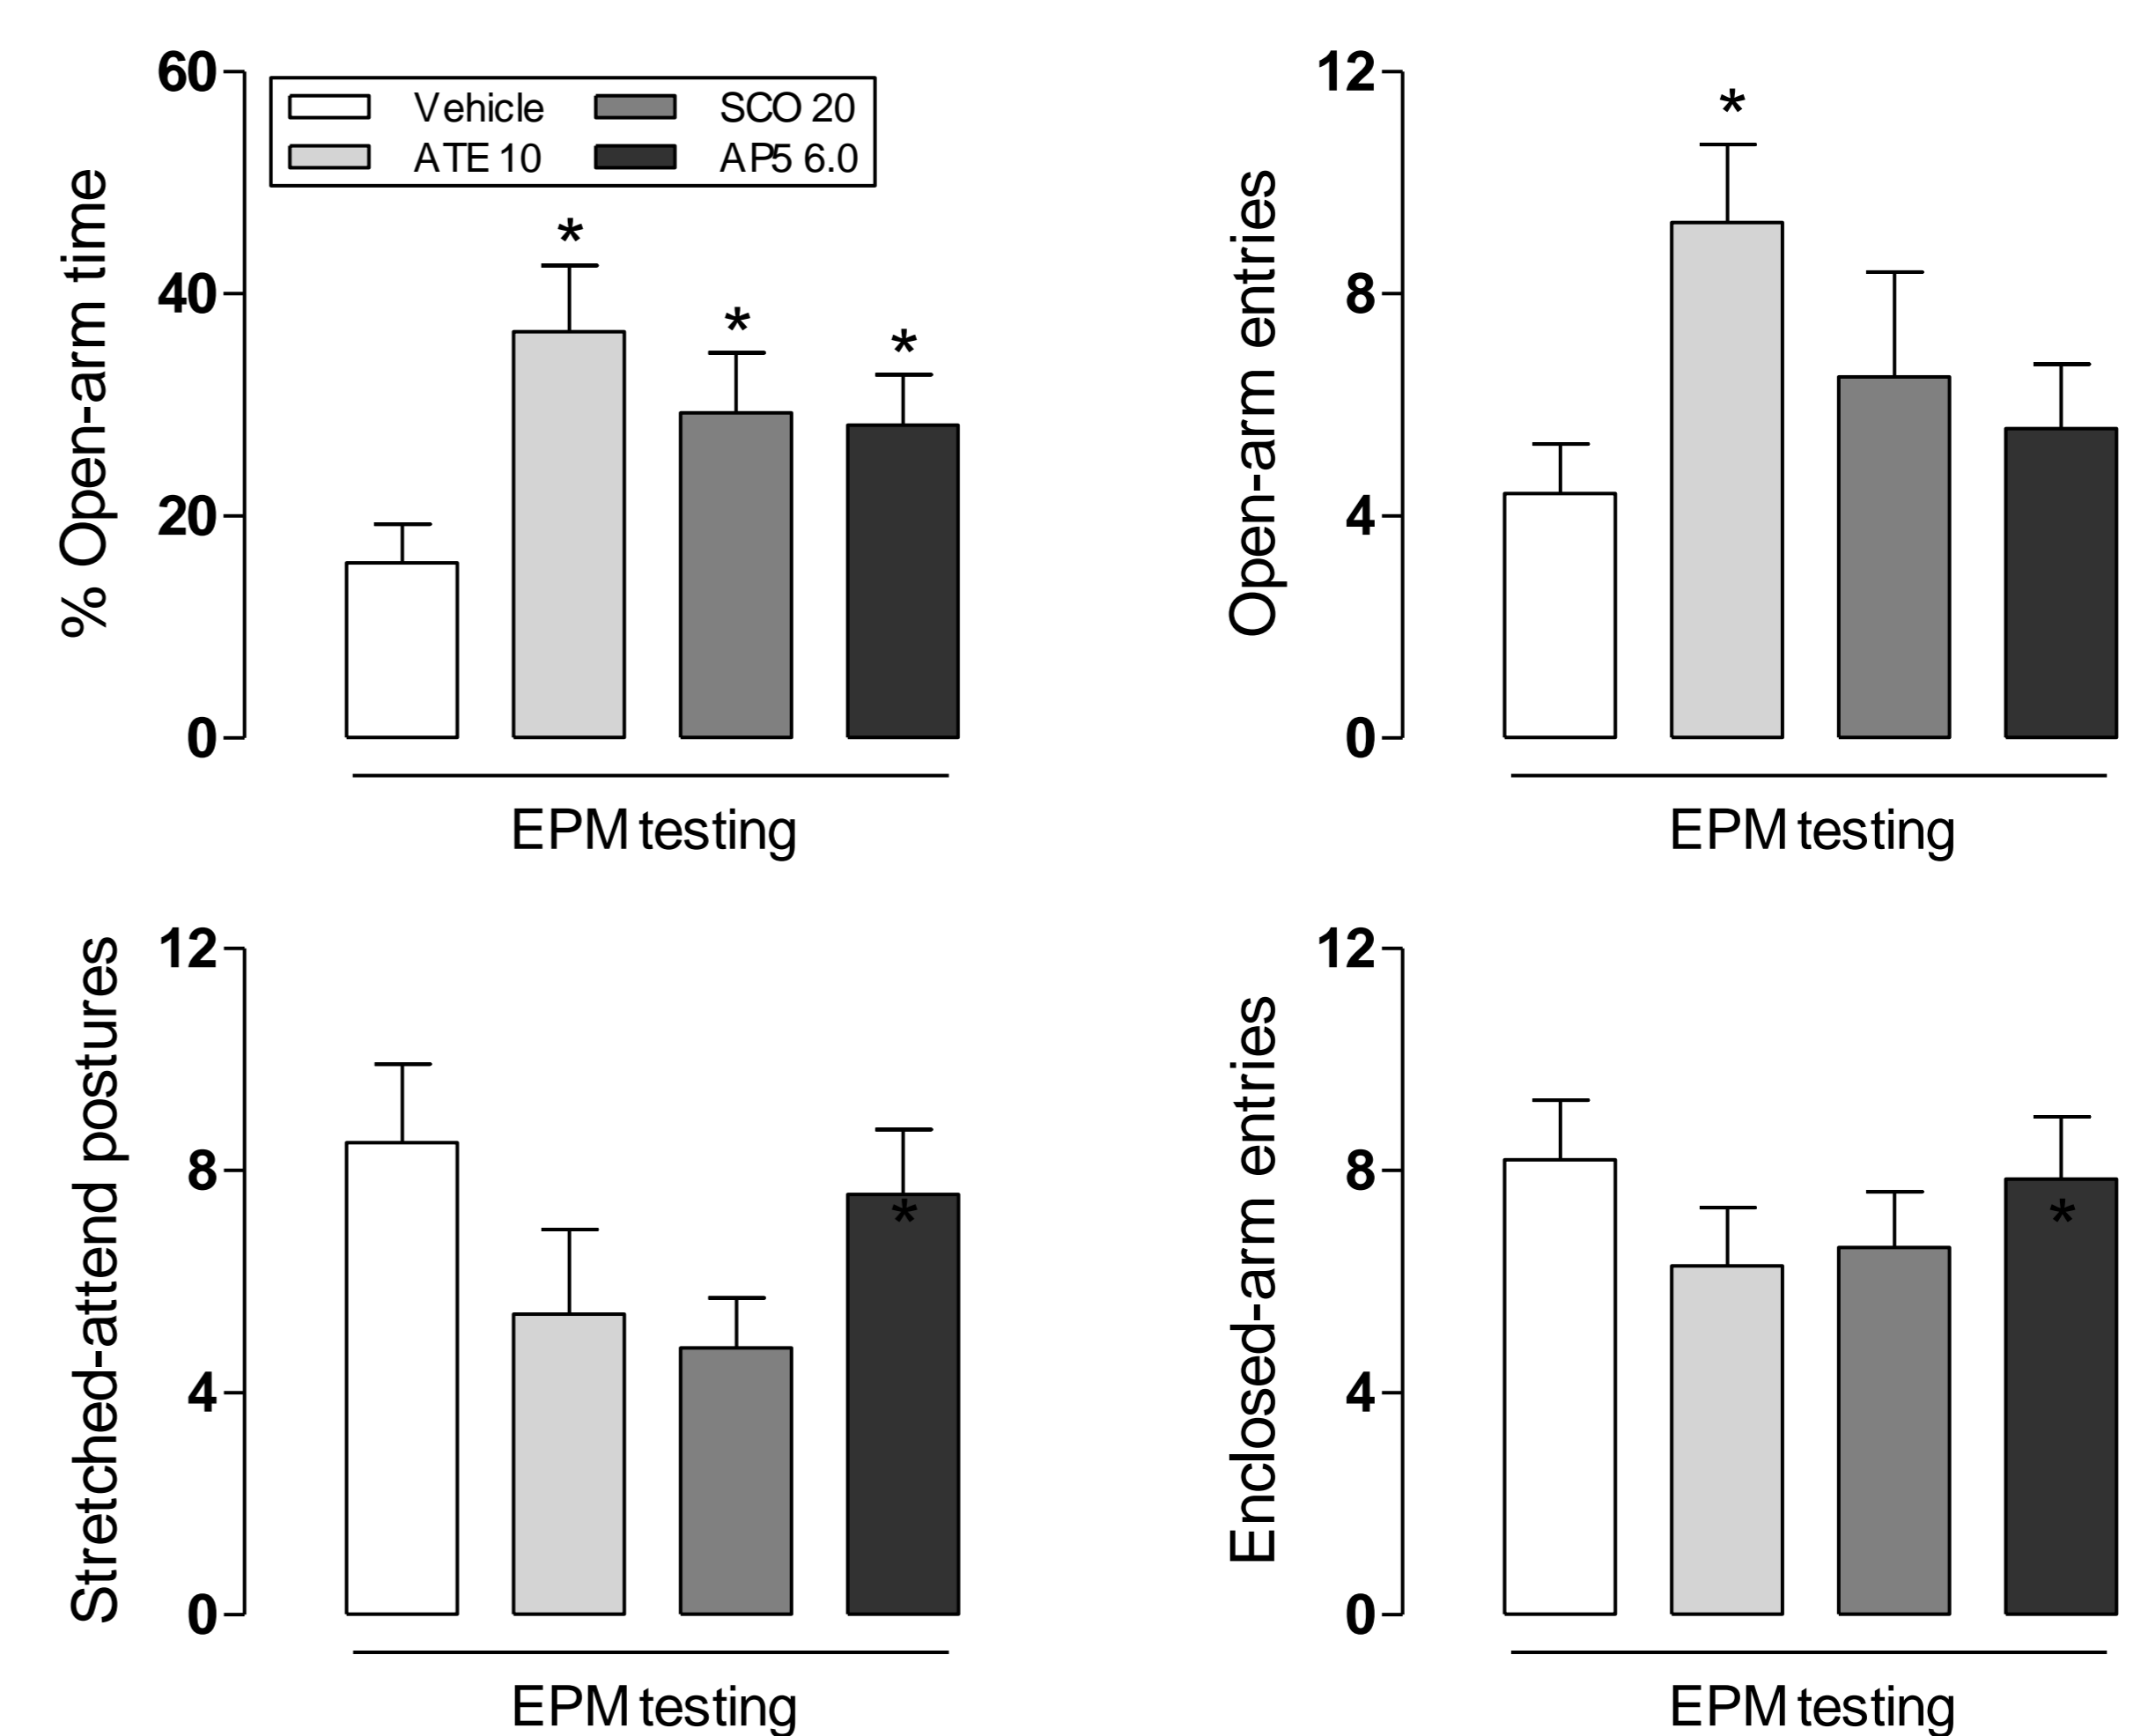 % Open-arm time
60
40
20
0
Vehicle
SCO 20
ATE 10
AP5 6.0
*
*
*
EPM testing
Open-arm entries
12
8
4
0
*
EPM testing
Stretched-attend postures
12
8
4
0
*
EPM testing
Enclosed-arm entries
12
8
4
0
*
EPM testing